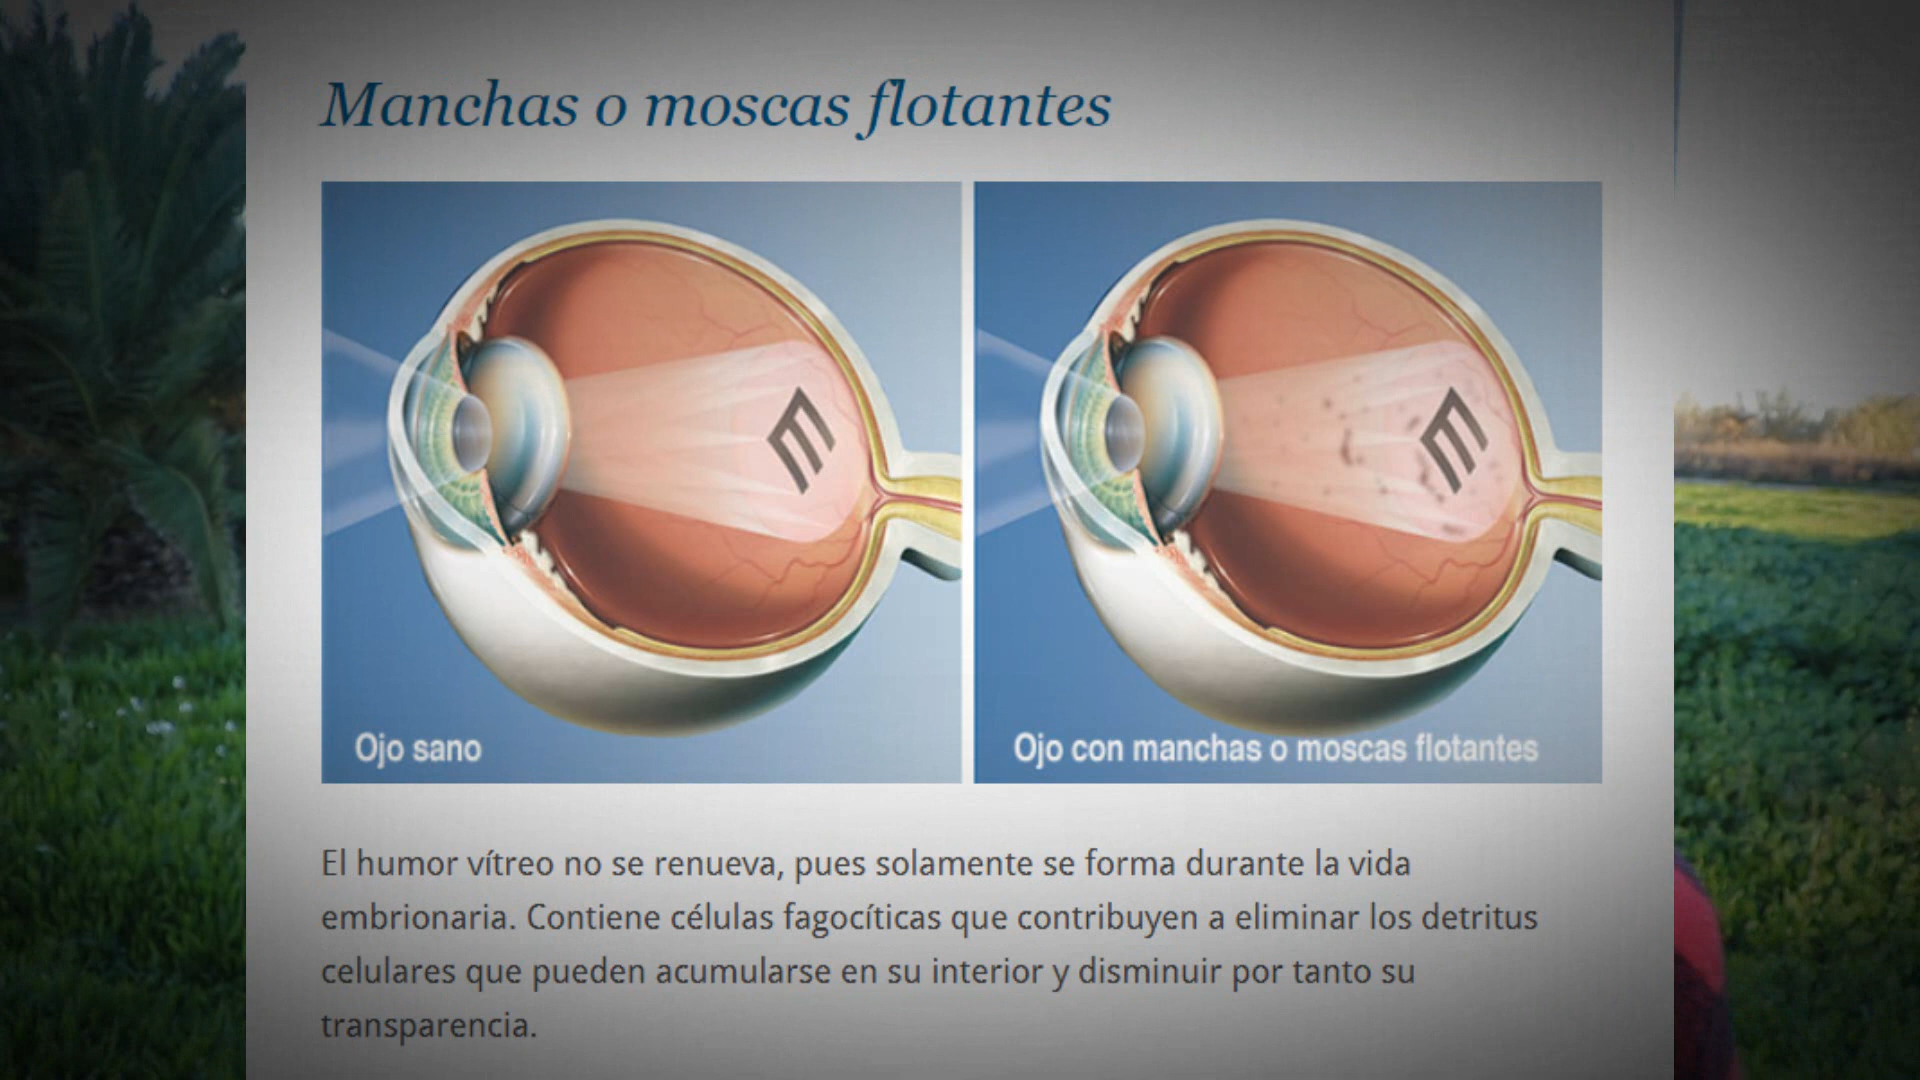 Manchas o moscas flotantes
Ojo sano
Ojo con manchas o moscas flotantes
El humor vítreo no se renueva, pues solamente se forma durante la vida
embrionaria. Contiene células fagocíticas que contribuyen a eliminar los detritus
celulares que pueden acumularse en su interior y disminuir por tanto su
transparencia.